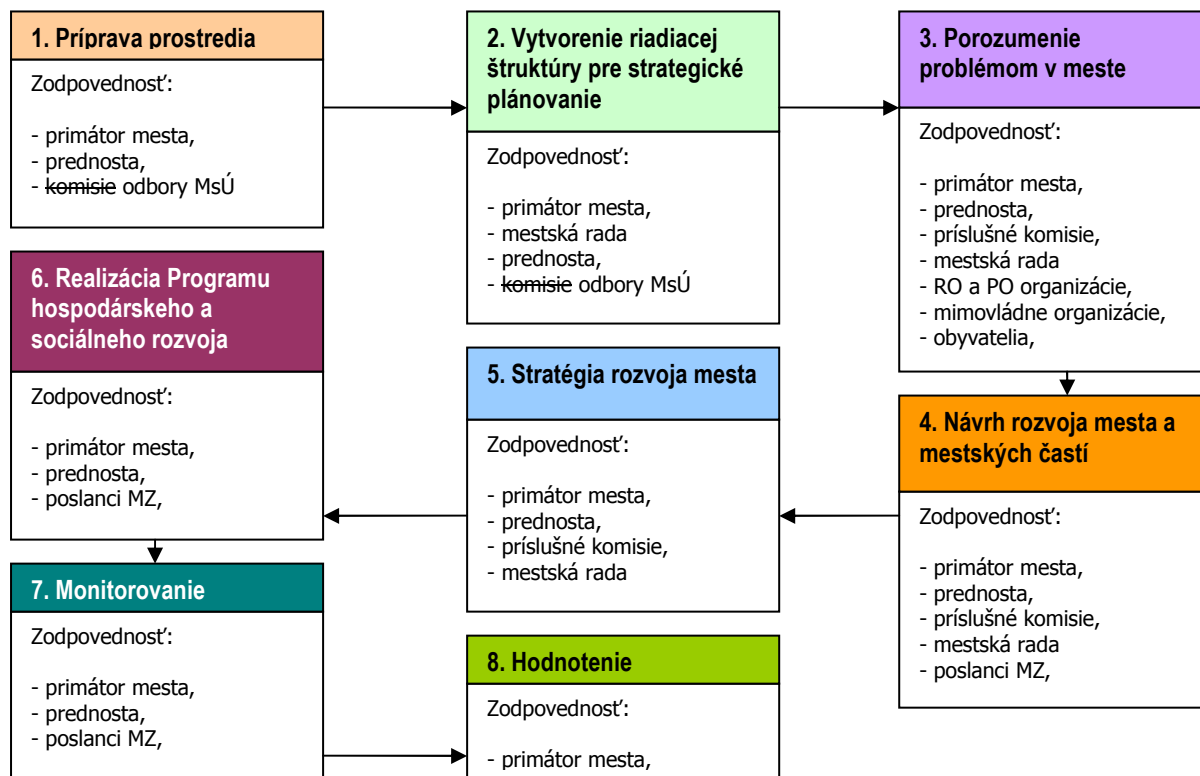 1. Príprava prostredia
Zodpovednosť:
- primátor mesta,
- prednosta,
- komisie odbory MsÚ
2. Vytvorenie riadiacej
štruktúry pre strategické
plánovanie
Zodpovednosť:
- primátor mesta,
- mestská rada
- prednosta,
- komisie odbory MsÚ
3. Porozumenie
problémom v meste
Zodpovednosť:
- primátor mesta,
- prednosta,
- príslušné komisie,
- mestská rada
- RO a PO organizácie,
- mimovládne organizácie,
- obyvatelia,
4. Návrh rozvoja mesta a
mestských častí
Zodpovednosť:
- primátor mesta,
- prednosta,
- príslušné komisie,
- mestská rada
- poslanci MZ,
5. Stratégia rozvoja mesta
Zodpovednosť:
- primátor mesta,
- prednosta,
- príslušné komisie,
- mestská rada
6. Realizácia Programu
hospodárskeho a
sociálneho rozvoja
Zodpovednosť:
- primátor mesta,
- prednosta,
- poslanci MZ,
7. Monitorovanie
Zodpovednosť:
- primátor mesta,
- prednosta,
- poslanci MZ,
8. Hodnotenie
Zodpovednosť:
- primátor mesta,